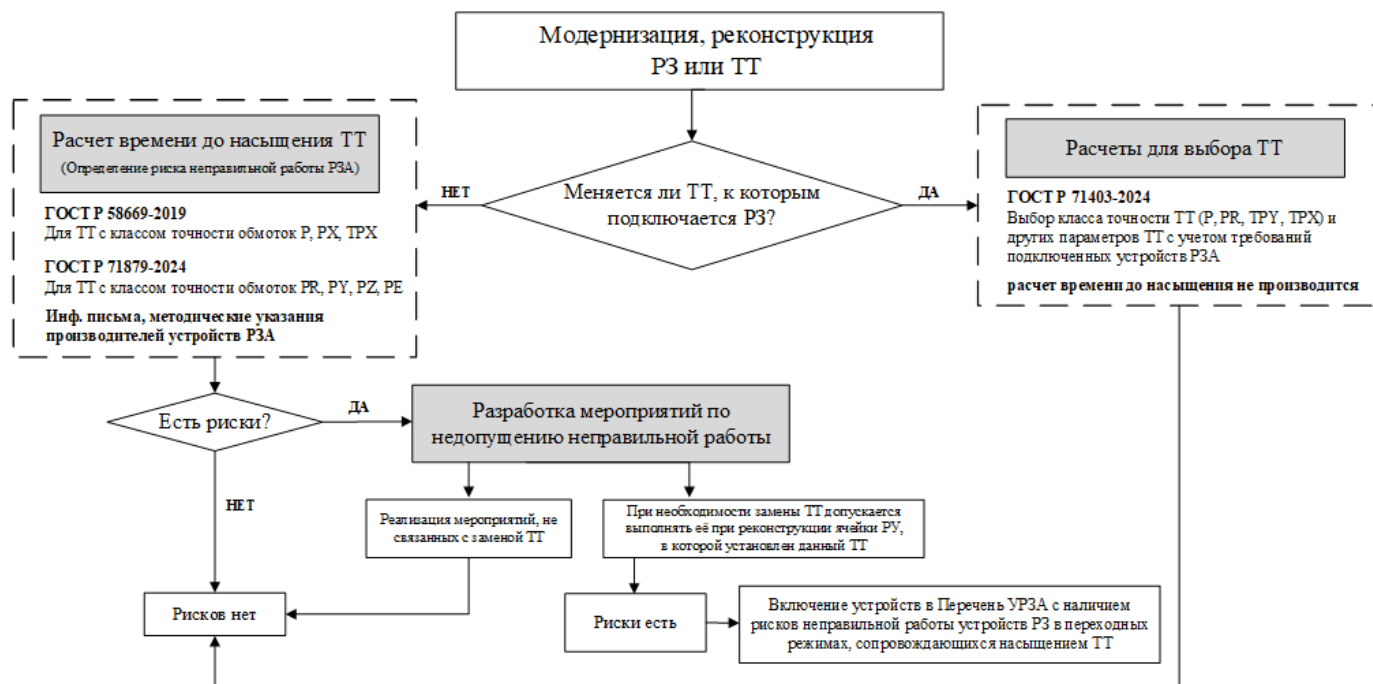 Модернизация, реконструкция
РЗ или ТТ
Расчет времени до насыщения ТТ
(Определение риска неправильной работы РЗА)
ГОСТ Р 58669-2019
Для ТТ с классом точности обмоток P, PX, TPX
ГОСТ Р 71879-2024
Для ТТ с классом точности обмоток PR, PY, PZ, PE
Инф. письма, методические указания
производителей устройств РЗА
НЕТ
Меняется ли ТТ, к которым
подключается РЗ?
ДА
Расчеты для выбора ТТ
ГОСТ Р 71403-2024
Выбор класса точности ТТ (P, PR, TPY, TPX) и
других параметров ТТ с учетом требований
подключенных устройств РЗА
расчет времени до насыщения не производится
Есть риски?
ДА
Разработка мероприятий по
недопущению неправильной работы
НЕТ
Реализация мероприятий, не
связанных с заменой ТТ
При необходимости замены ТТ допускается
выполнять её при реконструкции ячейки РУ,
в которой установлен данный ТТ
Рисков нет
Риски есть
Включение устройств в Перечень УРЗА с наличием
рисков неправильной работы устройств РЗ в переходных
режимах, сопровождающихся насыщением ТТ